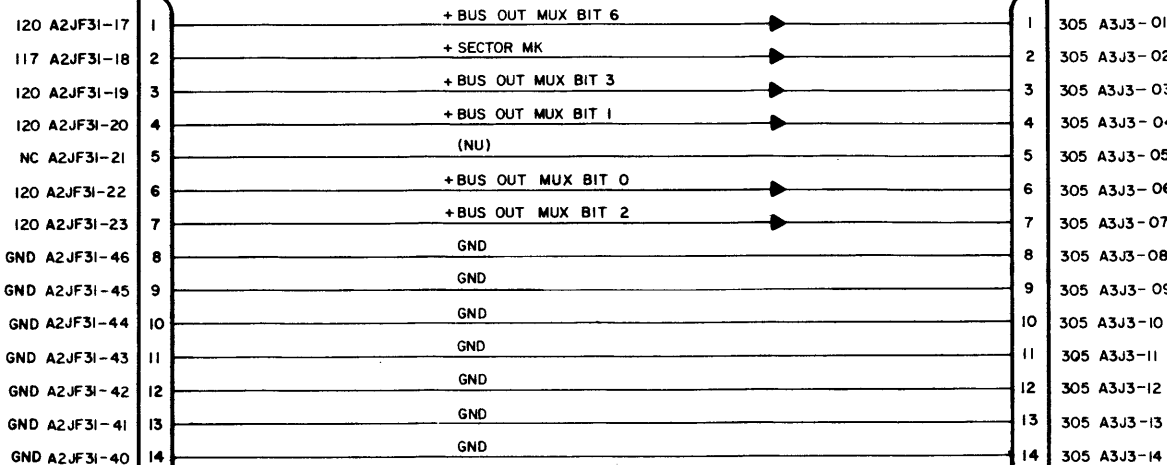 120 A2JF31-17 1 + BUS OUT MUX BIT 6 1 305 A3J3-01
117 A2JF31-18 2 + SECTOR MK 2 305 A3J3-02
120 A2JF31-19 3 + BUS OUT MUX BIT 3 3 305 A3J3-03
120 A2JF31-20 4 + BUS OUT MUX BIT 1 4 305 A3J3-04
NC A2JF31-21 5 (NU) 5 305 A3J3-05
120 A2JF31-22 6 + BUS OUT MUX BIT 0 6 305 A3J3-06
120 A2JF31-23 7 + BUS OUT MUX BIT 2 7 305 A3J3-07
GND A2JF31-46 8 GND 8 305 A3J3-08
GND A2JF31-45 9 GND 9 305 A3J3-09
GND A2JF31-44 10 GND 10 305 A3J3-10
GND A2JF31-43 11 GND 11 305 A3J3-11
GND A2JF31-42 12 GND 12 305 A3J3-12
GND A2JF31-41 13 GND 13 305 A3J3-13
GND A2JF31-40 14 GND 14 305 A3J3-14